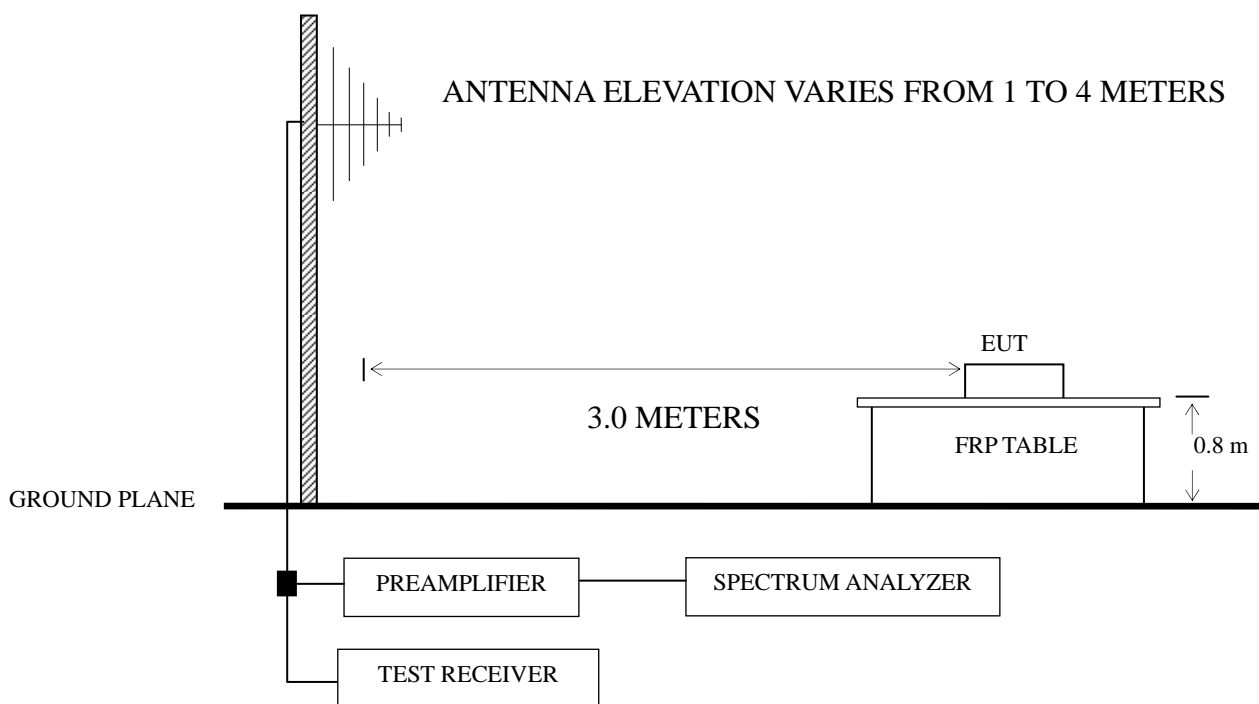 ANTENNA ELEVATION VARIES FROM 1 TO 4 METERS
EUT
3.0 METERS
FRP TABLE
0.8 m
GROUND PLANE
PREAMPLIFIER
SPECTRUM ANALYZER
TEST RECEIVER